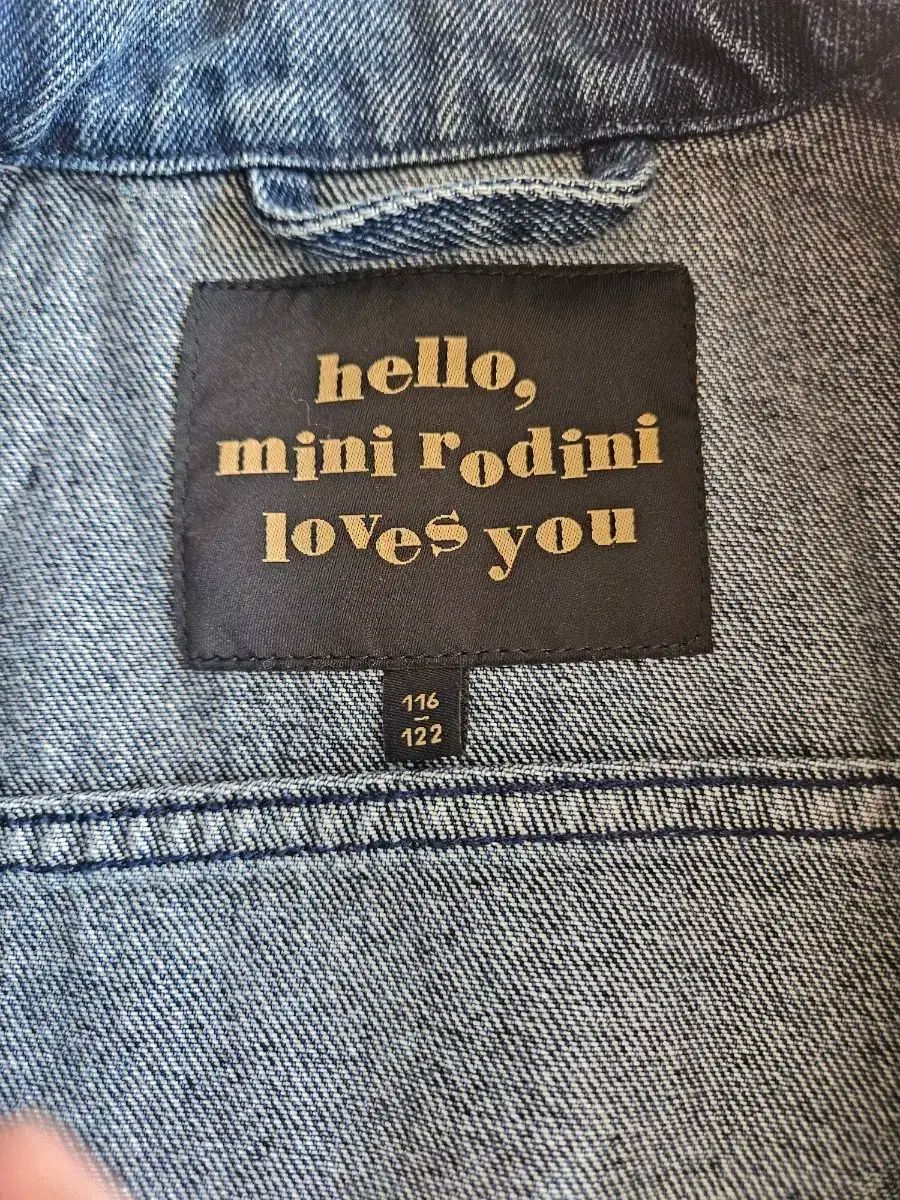 hello,
mini rodini
loves you
116
–
122